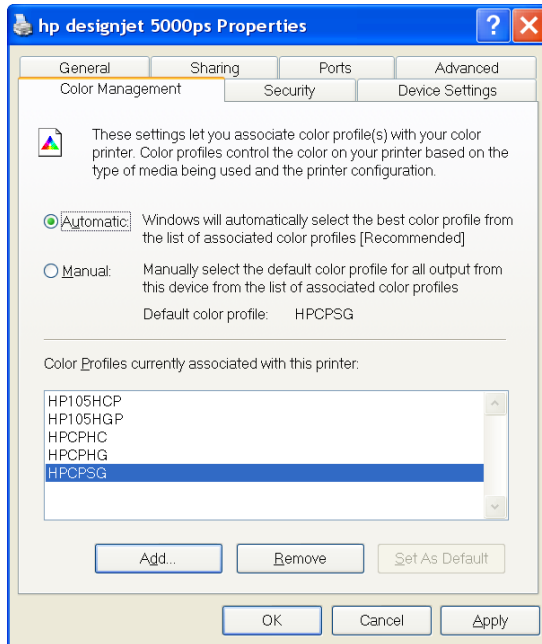 hp designjet 5000ps Properties
General Sharing Ports Advanced
Color Management Security Device Settings
These settings let you associate color profile(s) with your color
printer. Color profiles control the color on your printer based on the
type of media being used and the printer configuration.
Automatic: Windows will automatically select the best color profile from
the list of associated color profiles [Recommended]
Manual: Manually select the default color profile for all output from
this device from the list of associated color profiles
Default color profile: HPCPSG
Color Profiles currently associated with this printer:
HP105HCP
HP105HGP
HPCPHC
HPCPHG
HPCPSG
Add... Remove Set As Default
OK Cancel Apply